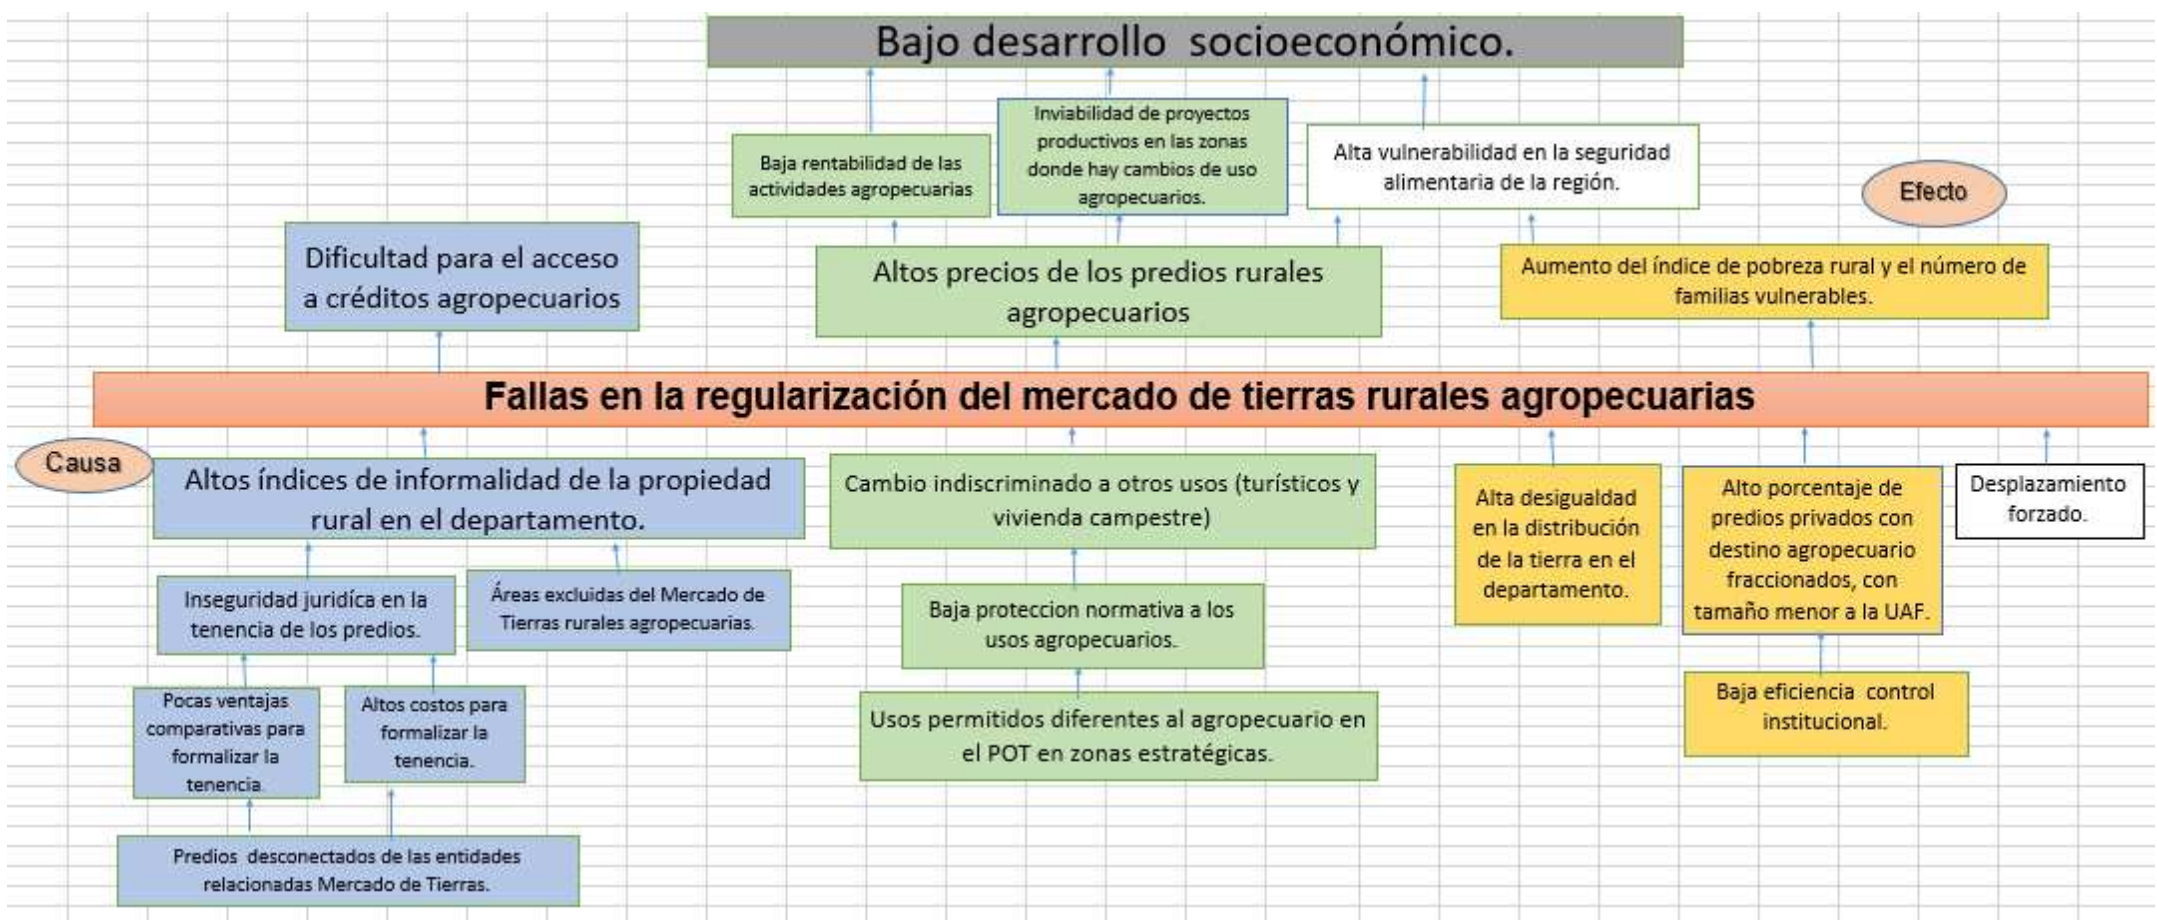 Bajo desarrollo socioeconómico.
Baja rentabilidad de las
actividades agropecuarias
Inviabilidad de proyectos
productivos en las zonas
donde hay cambios de uso
agropecuarios.
Alta vulnerabilidad en la seguridad
alimentaria de la región.
Efecto
Dificultad para el acceso
a créditos agropecuarios
Altos precios de los predios rurales
agropecuarios
Aumento del índice de pobreza rural y el número de
familias vulnerables.
Fallas en la regularización del mercado de tierras rurales agropecuarias
Causa
Altos índices de informalidad de la propiedad
rural en el departamento.
Cambio indiscriminado a otros usos (turísticos y
vivienda campestre)
Alta desigualdad
en la distribución
de la tierra en el
departamento.
Alto porcentaje de
predios privados con
destino agropecuario
fraccionados, con
tamaño menor a la UAF.
Desplazamiento
forzado.
Inseguridad juridíca en la
tenencia de los predios.
Áreas excluidas del Mercado de
Tierras rurales agropecuarias.
Baja proteccion normativa a los
usos agropecuarios.
Pocas ventajas
comparativas para
formalizar la
tenencia.
Altos costos para
formalizar la
tenencia.
Usos permitidos diferentes al agropecuario en
el POT en zonas estratégicas.
Baja eficiencia control
institucional.
Predios desconectados de las entidades
relacionadas Mercado de Tierras.